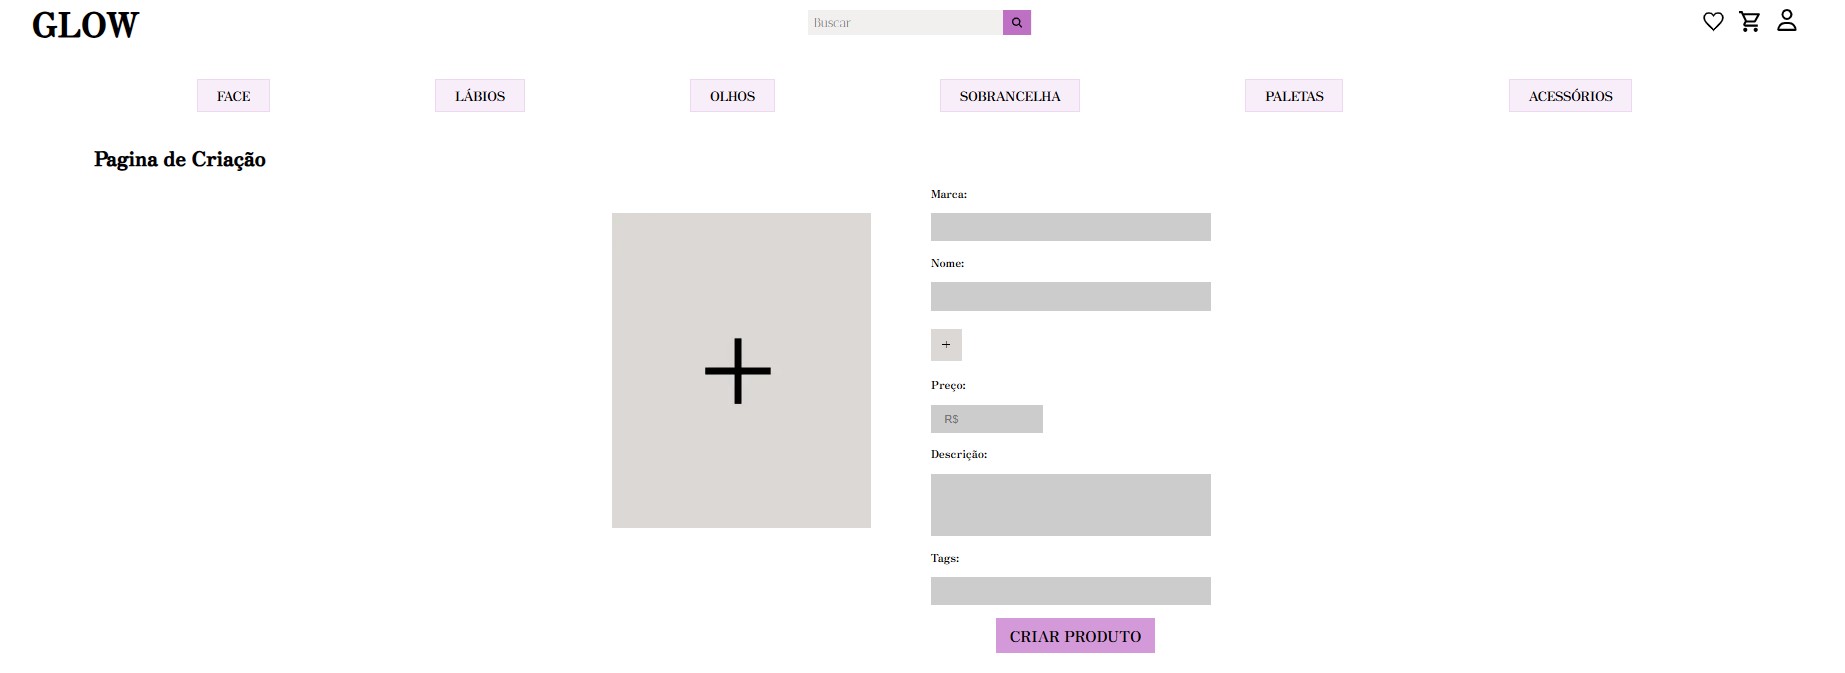 GLOW
Buscar
FACE
LÁBIOS
OLHOS
SOBRANCELHA
PALETAS
ACESSÓRIOS
Pagina de Criação
Marca:
Nome:
+
Preço:
R$
Descrição:
Tags:
CRIAR PRODUTO